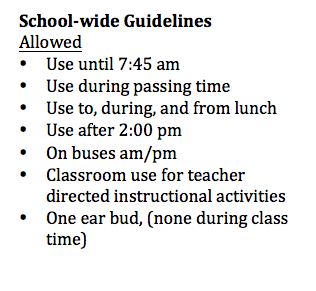 School-wide Guidelines
Allowed
• Use until 7:45 am
• Use during passing time
• Use to, during, and from lunch
• Use after 2:00 pm
• On buses am/pm
• Classroom use for teacher
directed instructional activities
• One ear bud, (none during class
time)